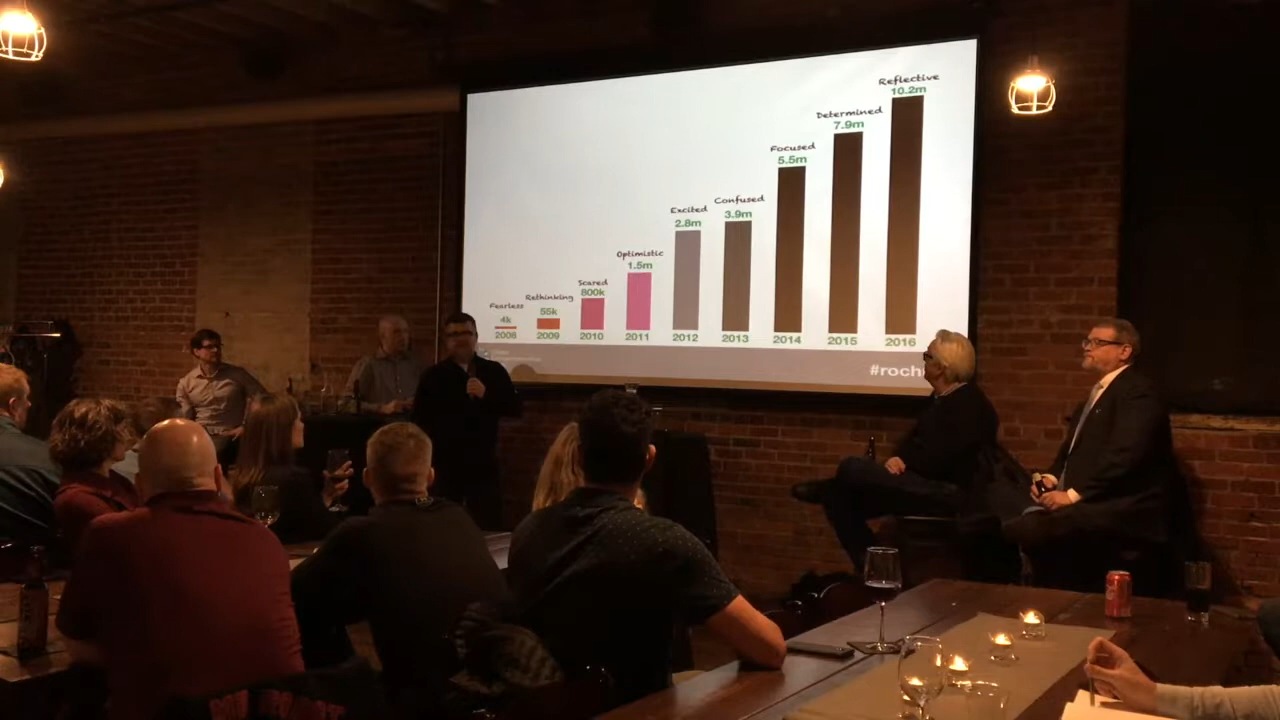 Reflective
10.2m
Determined
7.9m
Focused
5.5m
Confused
3.9m
Excited
2.8m
Optimistic
1.5m
Scared
800k
Rethinking
55k
Fearless
4k
2008 2009 2010 2011 2012 2013 2014 2015 2016
#roch